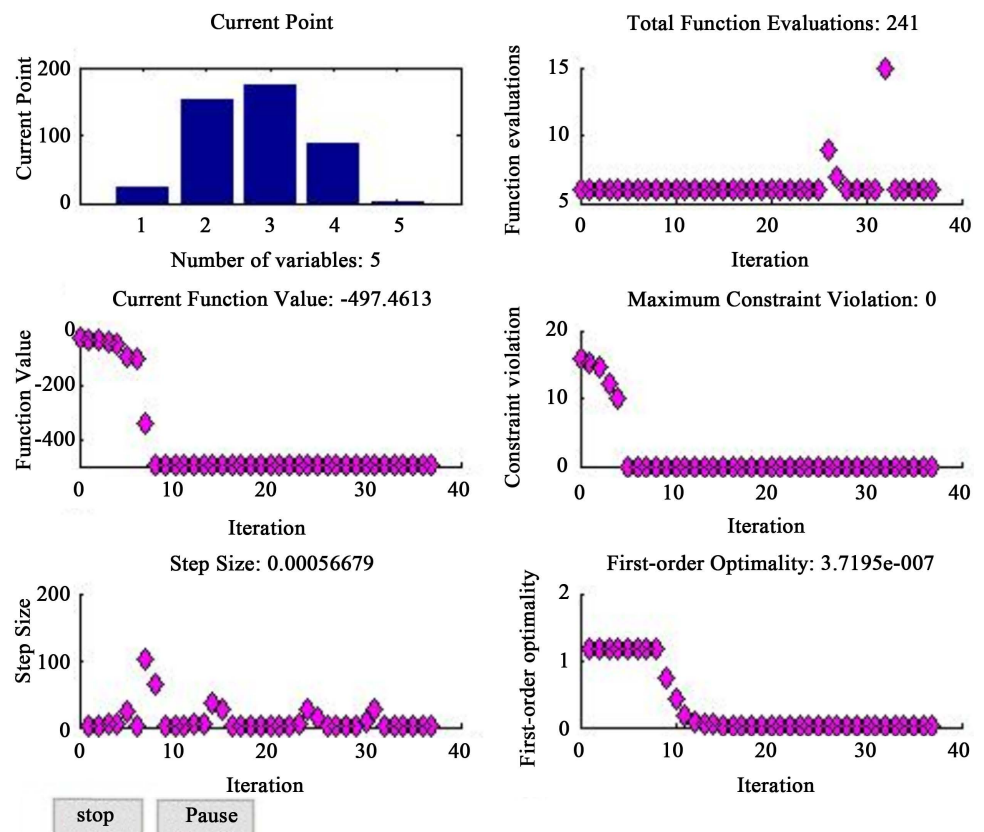 Current Point
Current Point
200
100
0
1 2 3 4 5
Number of variables: 5
Total Function Evaluations: 241
Function evaluations
15
10
5
0 10 20 30 40
Iteration
Current Function Value: -497.4613
Function Value
0
-200
-400
0 10 20 30 40
Iteration
Maximum Constraint Violation: 0
Constraint violation
20
10
0
0 10 20 30 40
Iteration
Step Size: 0.00056679
Step Size
200
100
0
0 10 20 30 40
Iteration
First-order Optimality: 3.7195e-007
First-order optimality
2
1
0
0 10 20 30 40
Iteration
stop
Pause